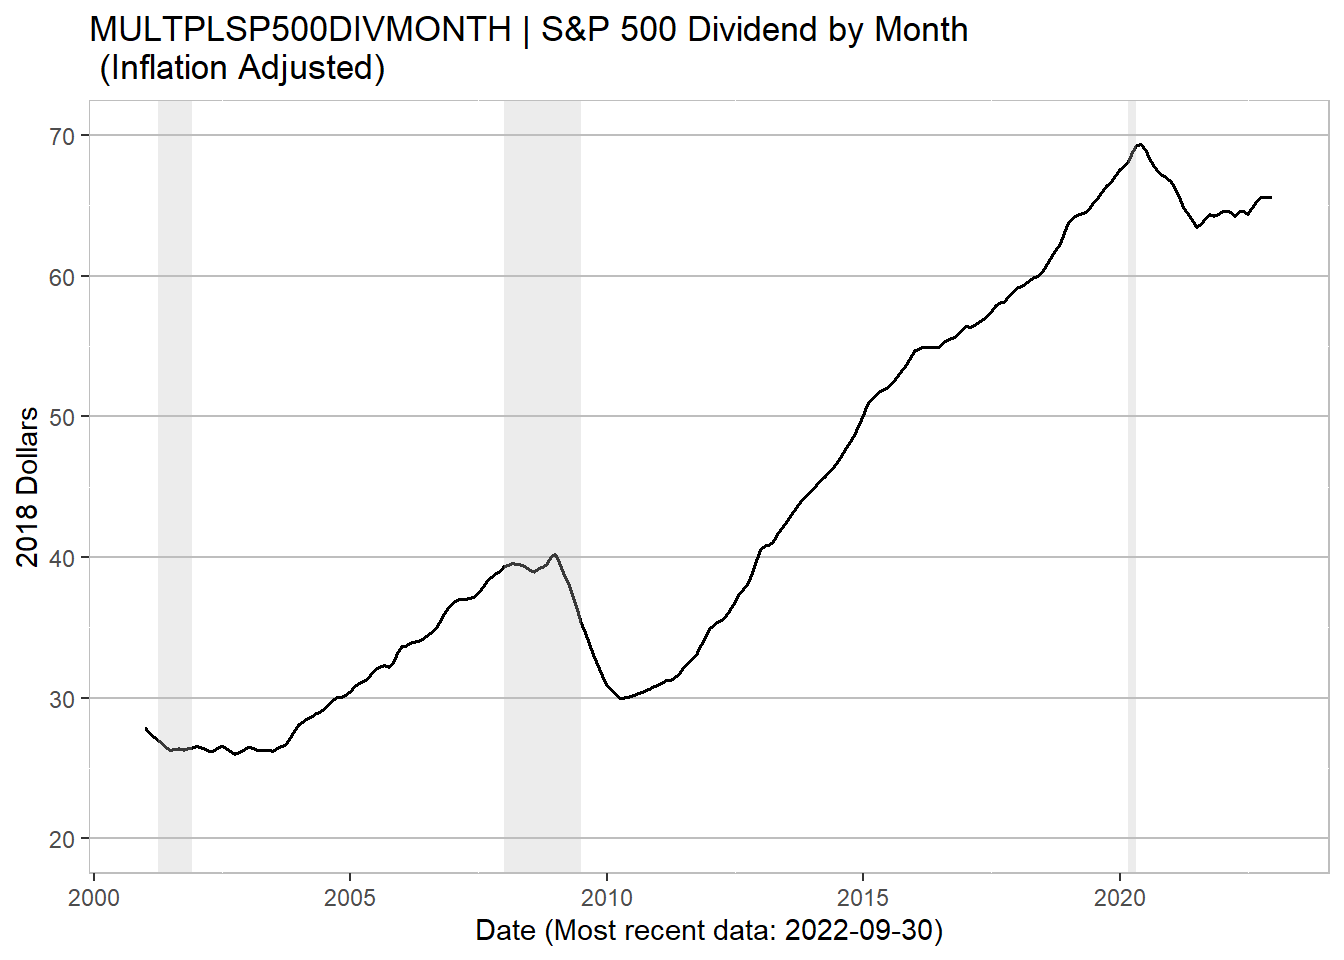 MULTPLSP500DIVMONTH | S&P 500 Dividend by Month
(Inflation Adjusted)
2018 Dollars
70
60
50
40
30
20
2000
2005
2010
2015
2020
Date (Most recent data: 2022-09-30)